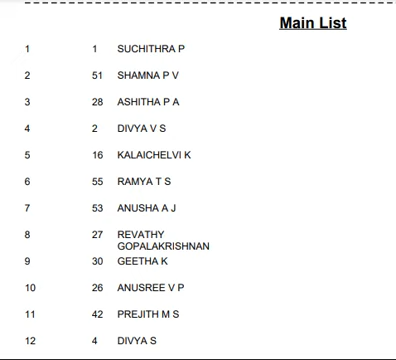 Main List
1 1 SUCHITHRA P
2 51 SHAMNA P V
3 28 ASHITHA P A
4 2 DIVYA V S
5 16 KALAICHELVI K
6 55 RAMYA T S
7 53 ANUSHA A J
8 27 REVATHY
GOPALAKRISHNAN
9 30 GEETHA K
10 26 ANUSREE V P
11 42 PREJITH M S
12 4 DIVYA S